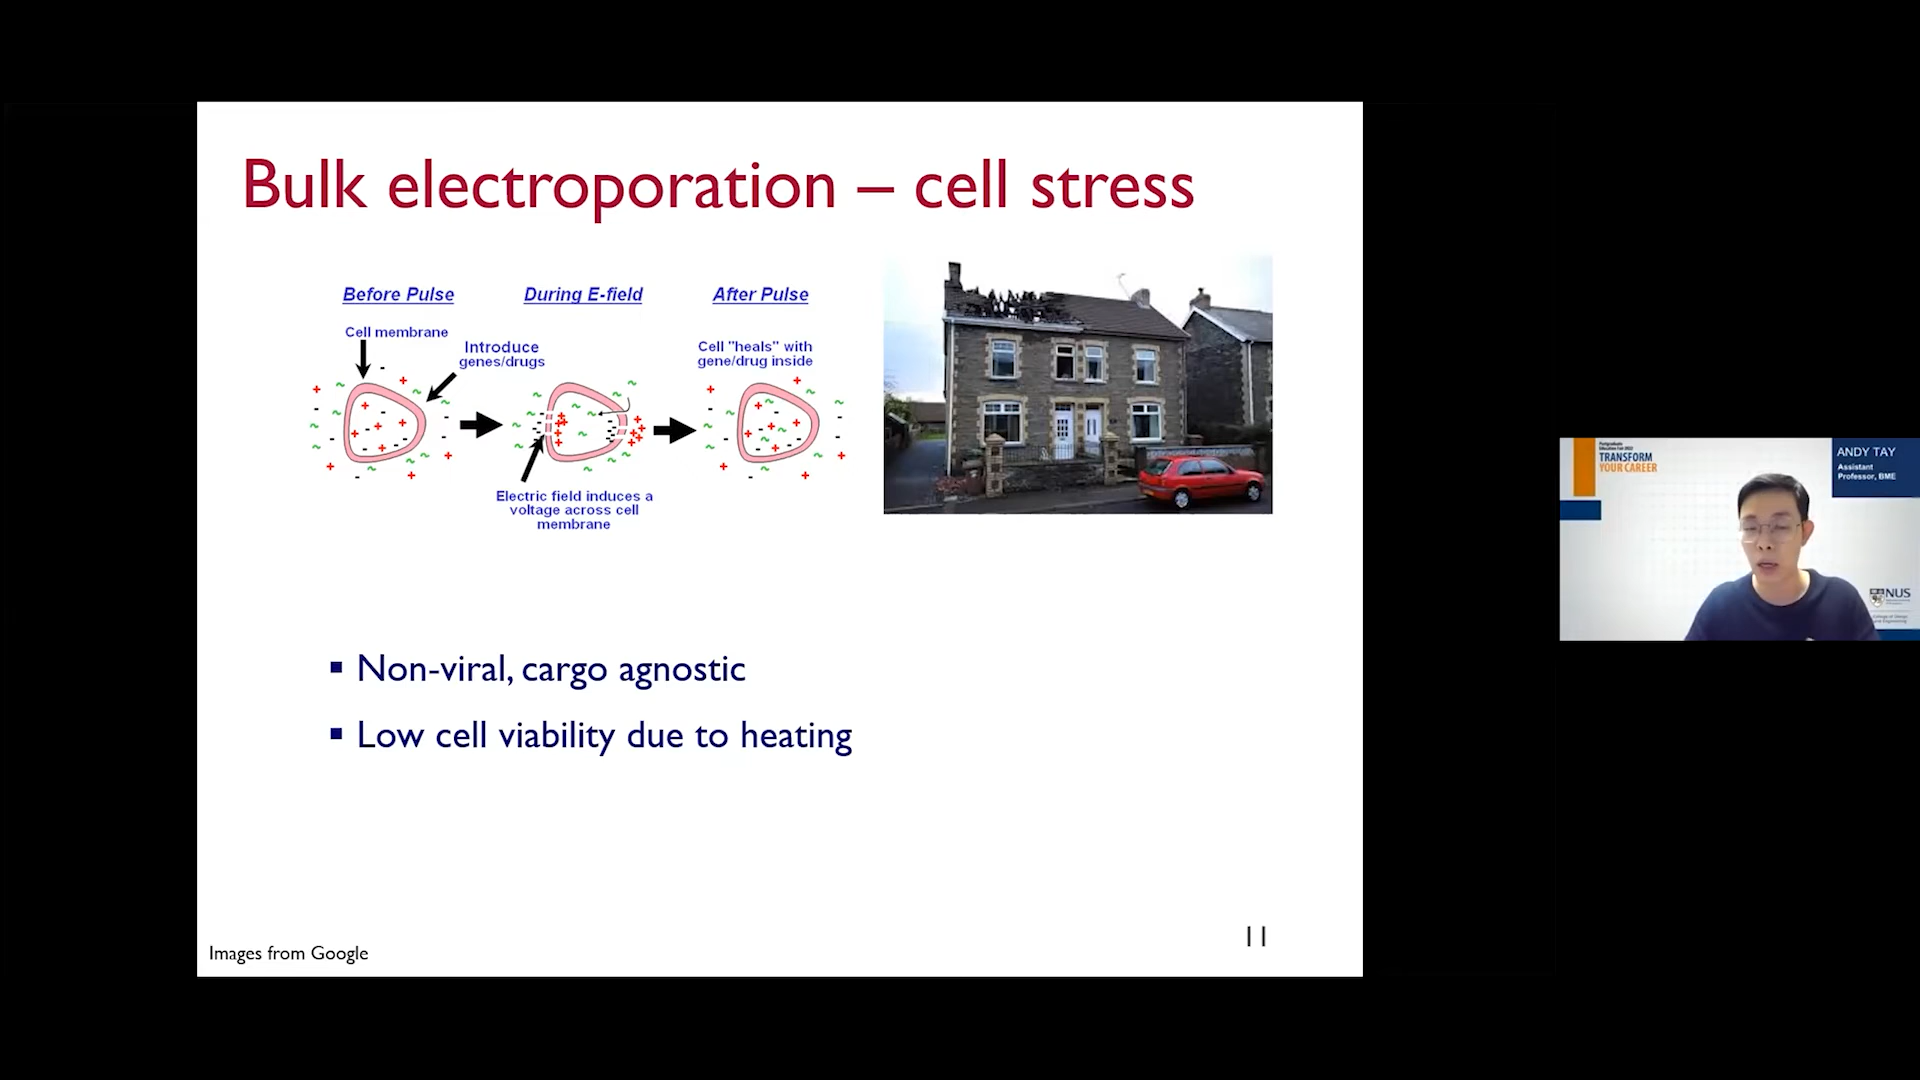 Bulk electroporation – cell stress
Before Pulse
During E-field
After Pulse
Cell membrane
Introduce
genes/drugs
Cell "heals" with
gene/drug inside
Electric field induces a
voltage across cell
membrane
▪ Non-viral, cargo agnostic
▪ Low cell viability due to heating
Images from Google
11
TRANSFORM
YOUR CAREER
ANDY TAY
Assistant
Professor, BME
NUS